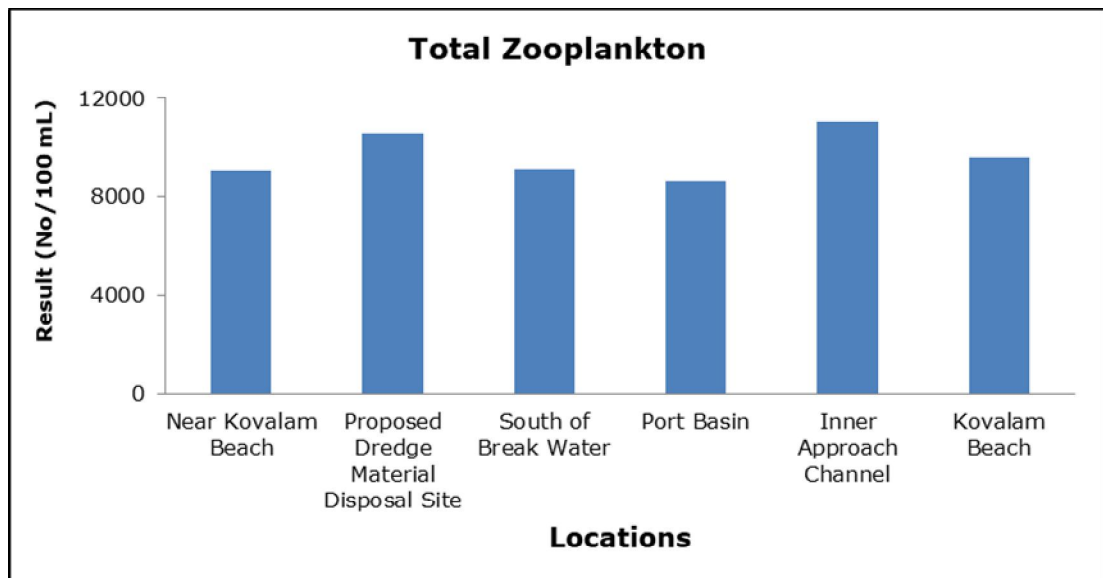 Total Zooplankton
Result (No/100 mL)
12000
8000
4000
0
Near Kovalam
Beach
Proposed
Dredge
Material
Disposal Site
South of
Break Water
Port Basin
Inner
Approach
Channel
Kovalam
Beach
Locations